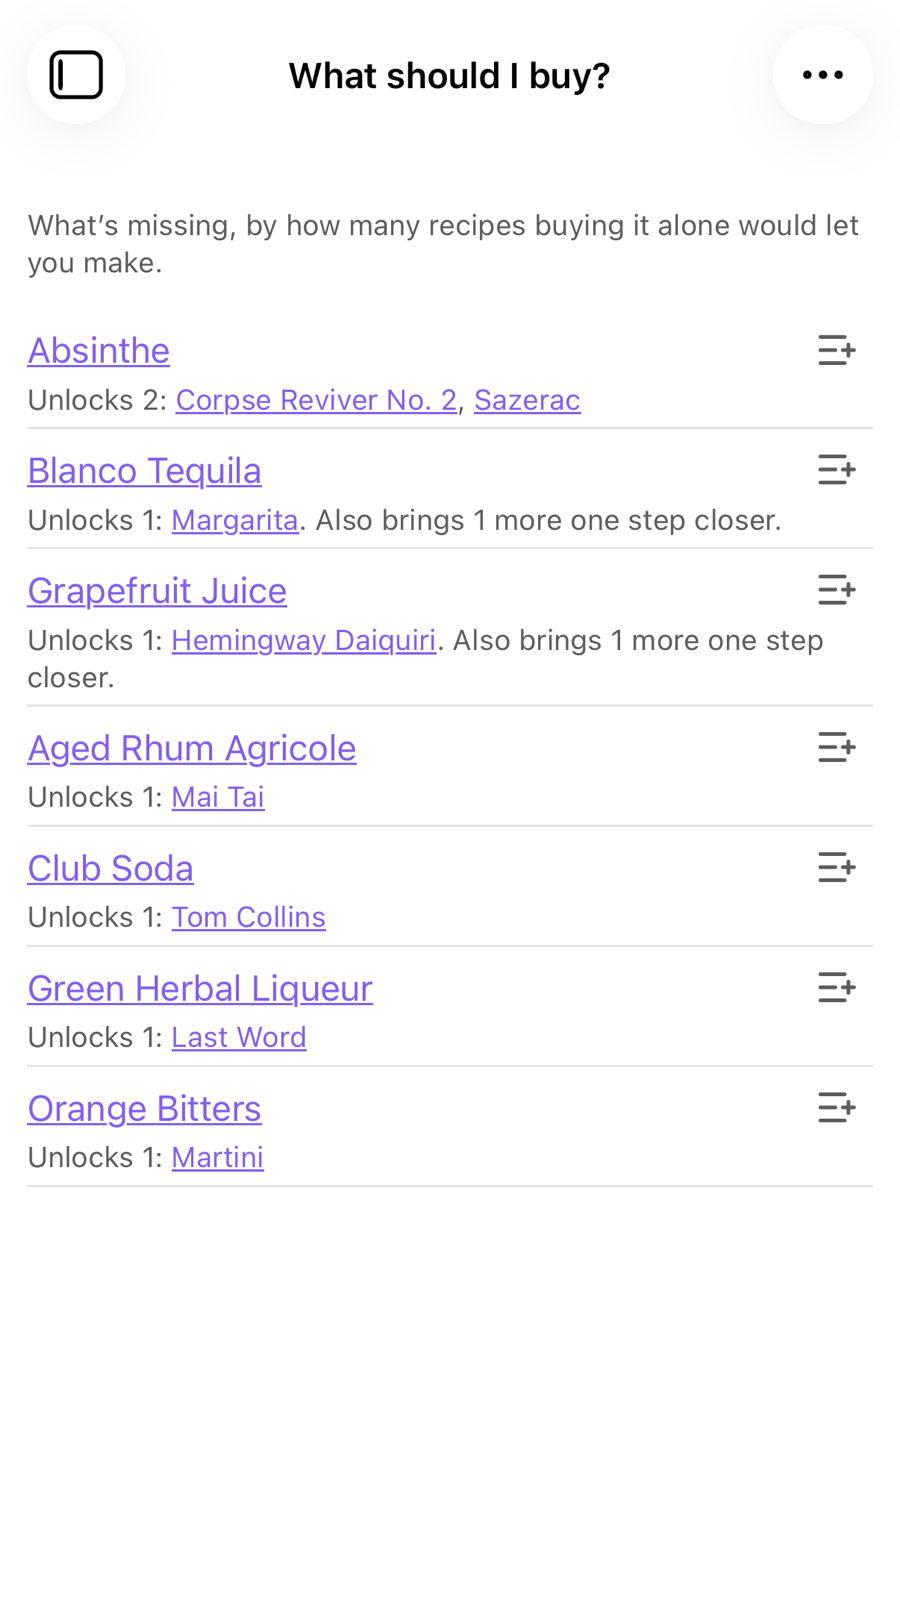 What should I buy?
What’s missing, by how many recipes buying it alone would let
you make.
Absinthe
Unlocks 2: Corpse Reviver No. 2, Sazerac
Blanco Tequila
Unlocks 1: Margarita. Also brings 1 more one step closer.
Grapefruit Juice
Unlocks 1: Hemingway Daiquiri. Also brings 1 more one step
closer.
Aged Rhum Agricole
Unlocks 1: Mai Tai
Club Soda
Unlocks 1: Tom Collins
Green Herbal Liqueur
Unlocks 1: Last Word
Orange Bitters
Unlocks 1: Martini